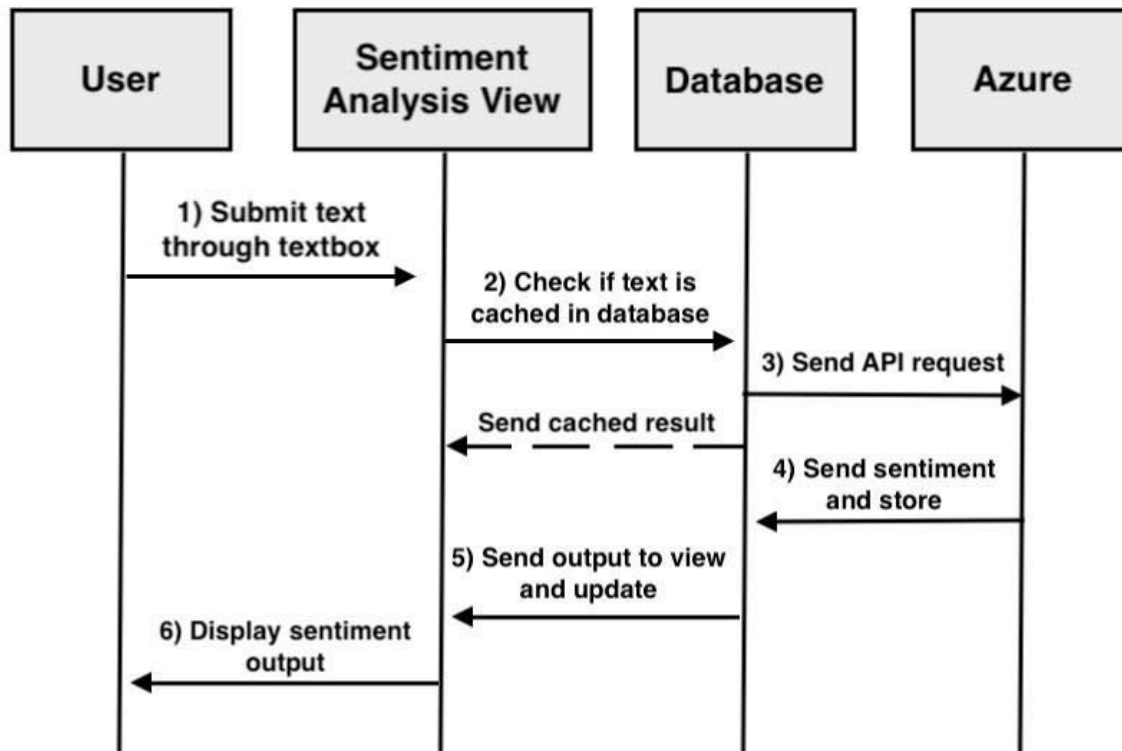 User
Sentiment
Analysis View
Database
Azure
1) Submit text
through textbox
2) Check if text is
cached in database
3) Send API request
Send cached result
4) Send sentiment
and store
5) Send output to view
and update
6) Display sentiment
output